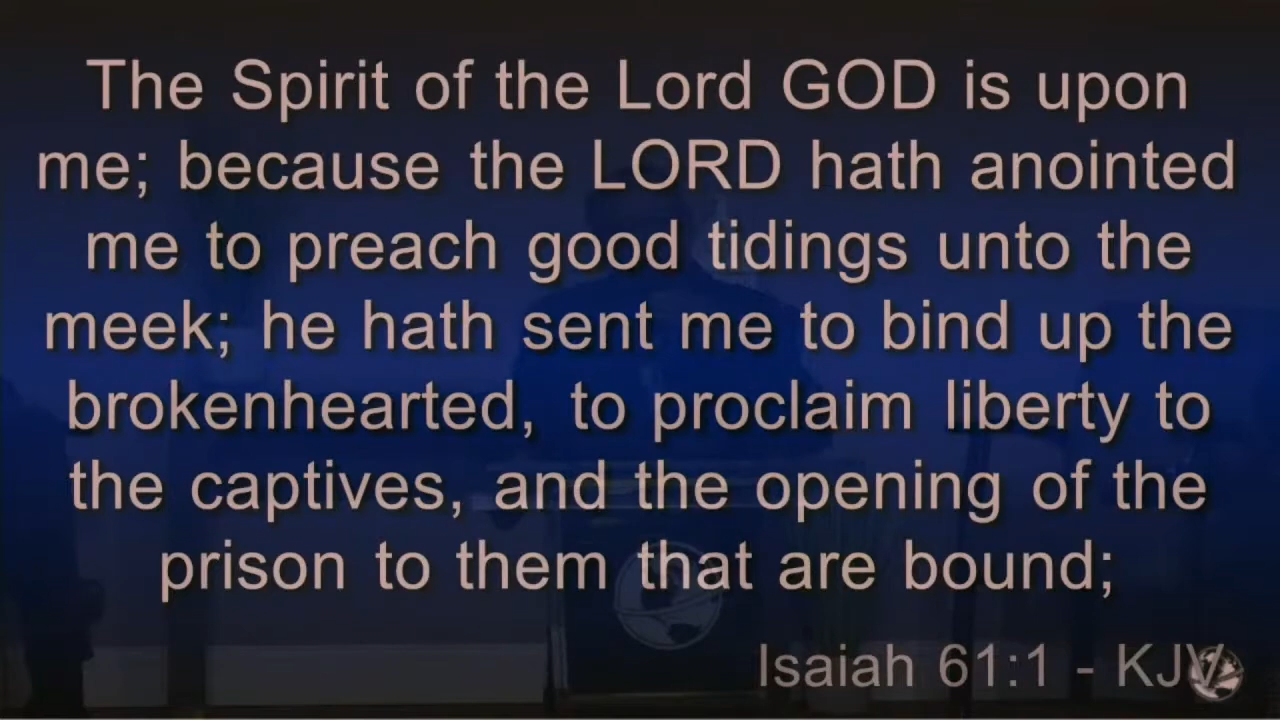 The Spirit of the Lord GOD is upon
me; because the LORD hath anointed
me to preach good tidings unto the
meek; he hath sent me to bind up the
brokenhearted, to proclaim liberty to
the captives, and the opening of the
prison to them that are bound;
Isaiah 61:1 - KJV